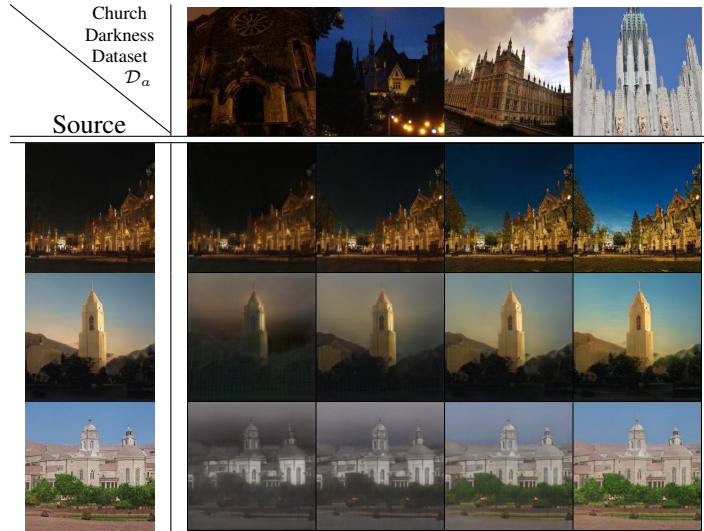 Church
Darkness
Dataset
𝒟ₐ
Source